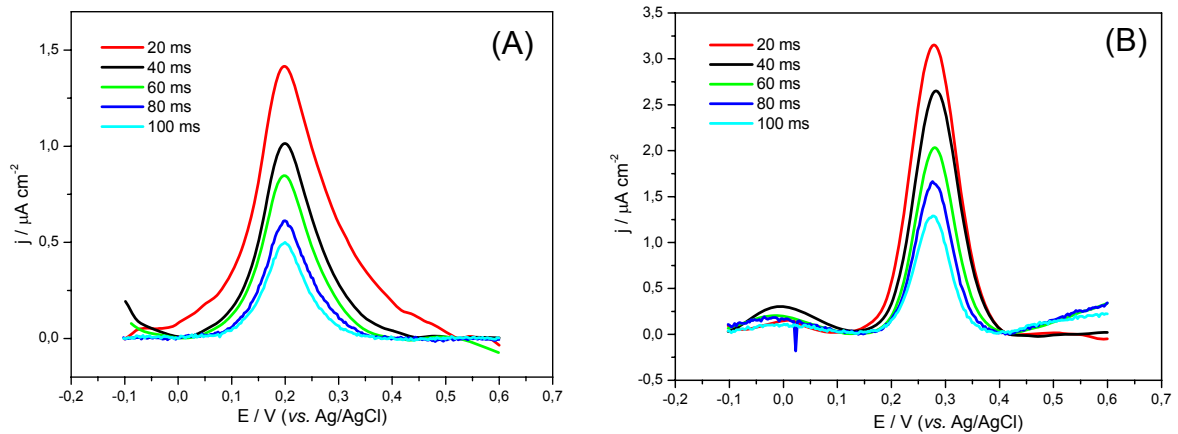 (A)
20 ms
40 ms
60 ms
80 ms
100 ms
1,5
1,0
0,5
0,0
-0,2 -0,1 0,0 0,1 0,2 0,3 0,4 0,5 0,6 0,7
j / μA cm⁻²
E / V (vs. Ag/AgCl)
(B)
20 ms
40 ms
60 ms
80 ms
100 ms
3,5
3,0
2,5
2,0
1,5
1,0
0,5
0,0
-0,5
-0,2 -0,1 0,0 0,1 0,2 0,3 0,4 0,5 0,6 0,7
j / μA cm⁻²
E / V (vs. Ag/AgCl)